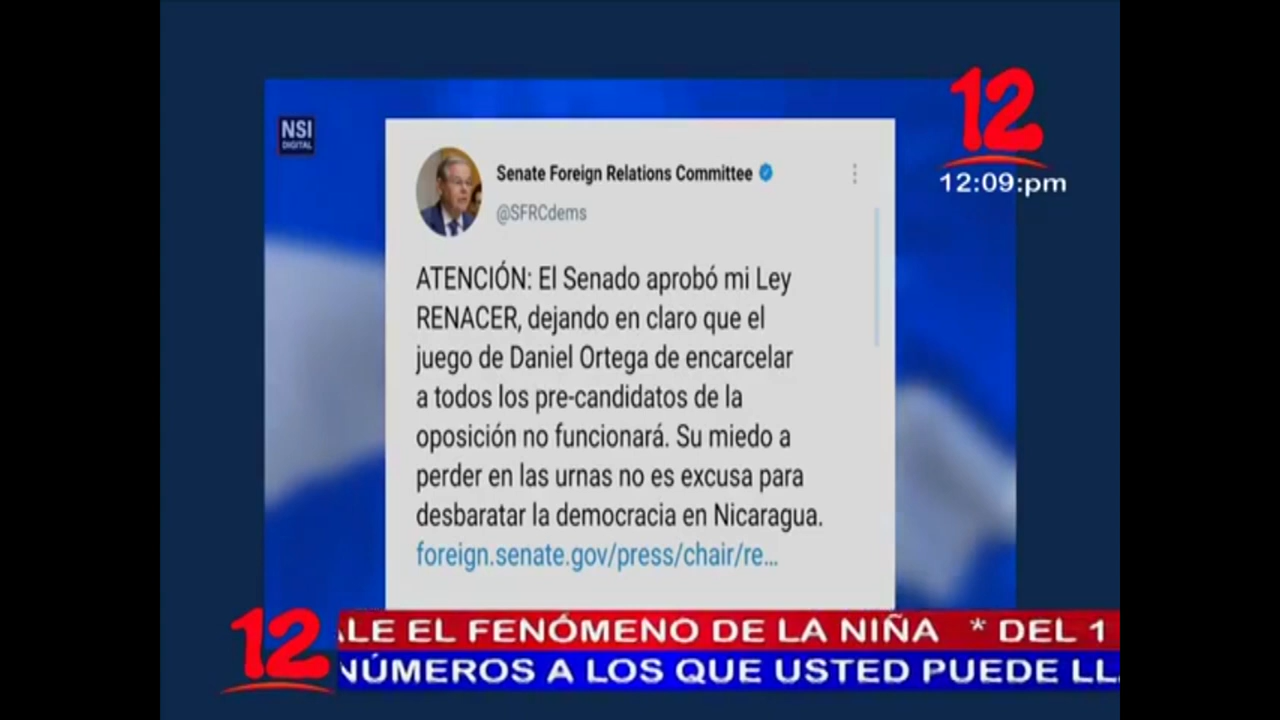 NSI
DIGITAL
12
12:09:pm
Senate Foreign Relations Committee
@SFRCdems
ATENCIÓN: El Senado aprobó mi Ley
RENACER, dejando en claro que el
juego de Daniel Ortega de encarcelar
a todos los pre-candidatos de la
oposición no funcionará. Su miedo a
perder en las urnas no es excusa para
desbaratar la democracia en Nicaragua.
foreign.senate.gov/press/chair/re...
12
ALE EL FENÓMENO DE LA NIÑA * DEL 1
NÚMEROS A LOS QUE USTED PUEDE LL